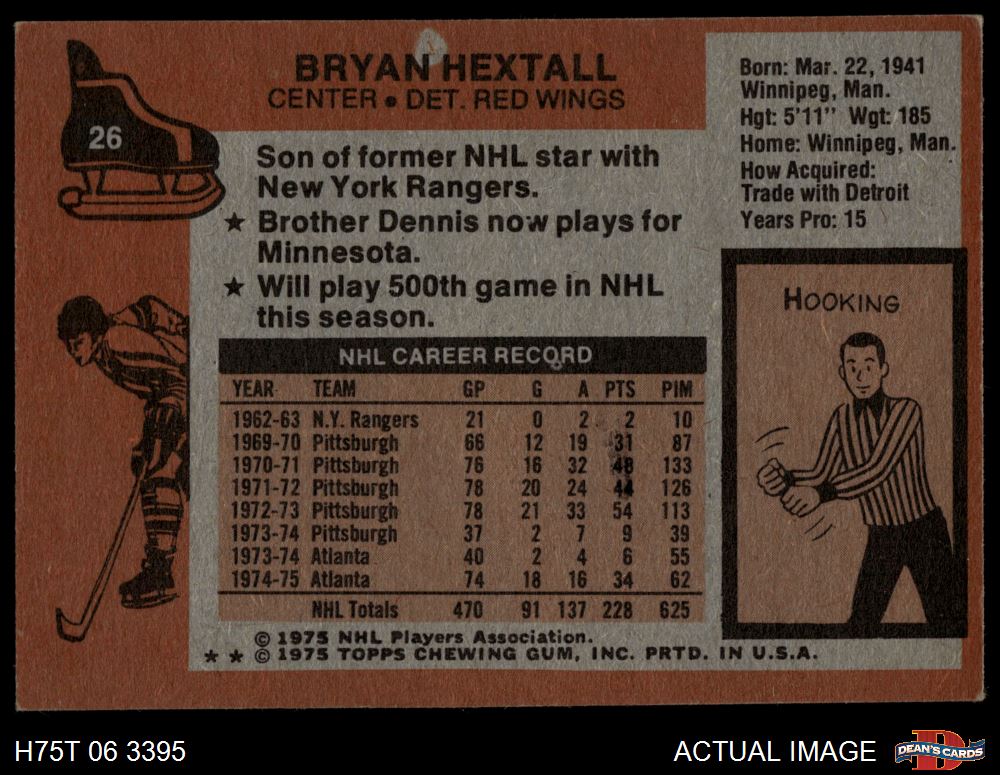 BRYAN HEXTALL
CENTER • DET. RED WINGS
26
Son of former NHL star with
New York Rangers.
★ Brother Dennis now plays for
Minnesota.
★ Will play 500th game in NHL
this season.
Born: Mar. 22, 1941
Winnipeg, Man.
Hgt: 5'11" Wgt: 185
Home: Winnipeg, Man.
How Acquired:
Trade with Detroit
Years Pro: 15
HOOKING
NHL CAREER RECORD
YEAR TEAM GP G A PTS PIM
1962-63 N.Y. Rangers 21 0 2 2 10
1969-70 Pittsburgh 66 12 19 31 87
1970-71 Pittsburgh 76 16 32 48 133
1971-72 Pittsburgh 78 20 24 44 126
1972-73 Pittsburgh 78 21 33 54 113
1973-74 Pittsburgh 37 2 7 9 39
1973-74 Atlanta 40 2 4 6 55
1974-75 Atlanta 74 18 16 34 62
NHL Totals 470 91 137 228 625
© 1975 NHL Players Association.
★ ★ © 1975 TOPPS CHEWING GUM, INC. PRTD. IN U.S.A.
H75T 06 3395
ACTUAL IMAGE
D
DEAN'S CARDS